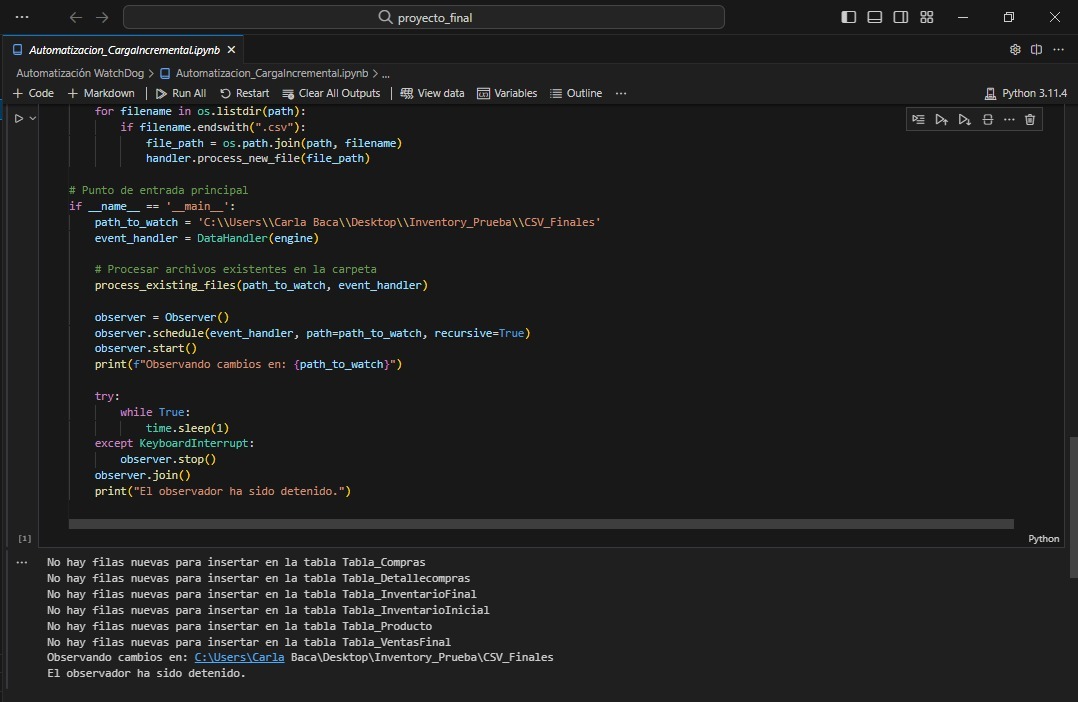 proyecto_final
Automatizacion_CargaIncremental.ipynb
Automatización WatchDog > Automatizacion_CargaIncremental.ipynb > ...
+ Code + Markdown | Run All Restart Clear All Outputs | View data Variables Outline ... Python 3.11.4
for filename in os.listdir(path):
if filename.endswith(".csv"):
file_path = os.path.join(path, filename)
handler.process_new_file(file_path)
# Punto de entrada principal
if __name__ == '__main__':
path_to_watch = 'C:\\Users\\Carla Baca\\Desktop\\Inventory_Prueba\\CSV_Finales'
event_handler = DataHandler(engine)
# Procesar archivos existentes en la carpeta
process_existing_files(path_to_watch, event_handler)
observer = Observer()
observer.schedule(event_handler, path=path_to_watch, recursive=True)
observer.start()
print(f"Observando cambios en: {path_to_watch}")
try:
while True:
time.sleep(1)
except KeyboardInterrupt:
observer.stop()
observer.join()
print("El observador ha sido detenido.")
[1]
Python
No hay filas nuevas para insertar en la tabla Tabla_Compras
No hay filas nuevas para insertar en la tabla Tabla_Detallecompras
No hay filas nuevas para insertar en la tabla Tabla_InventarioFinal
No hay filas nuevas para insertar en la tabla Tabla_InventarioInicial
No hay filas nuevas para insertar en la tabla Tabla_Producto
No hay filas nuevas para insertar en la tabla Tabla_VentasFinal
Observando cambios en: C:\Users\Carla Baca\Desktop\Inventory_Prueba\CSV_Finales
El observador ha sido detenido.